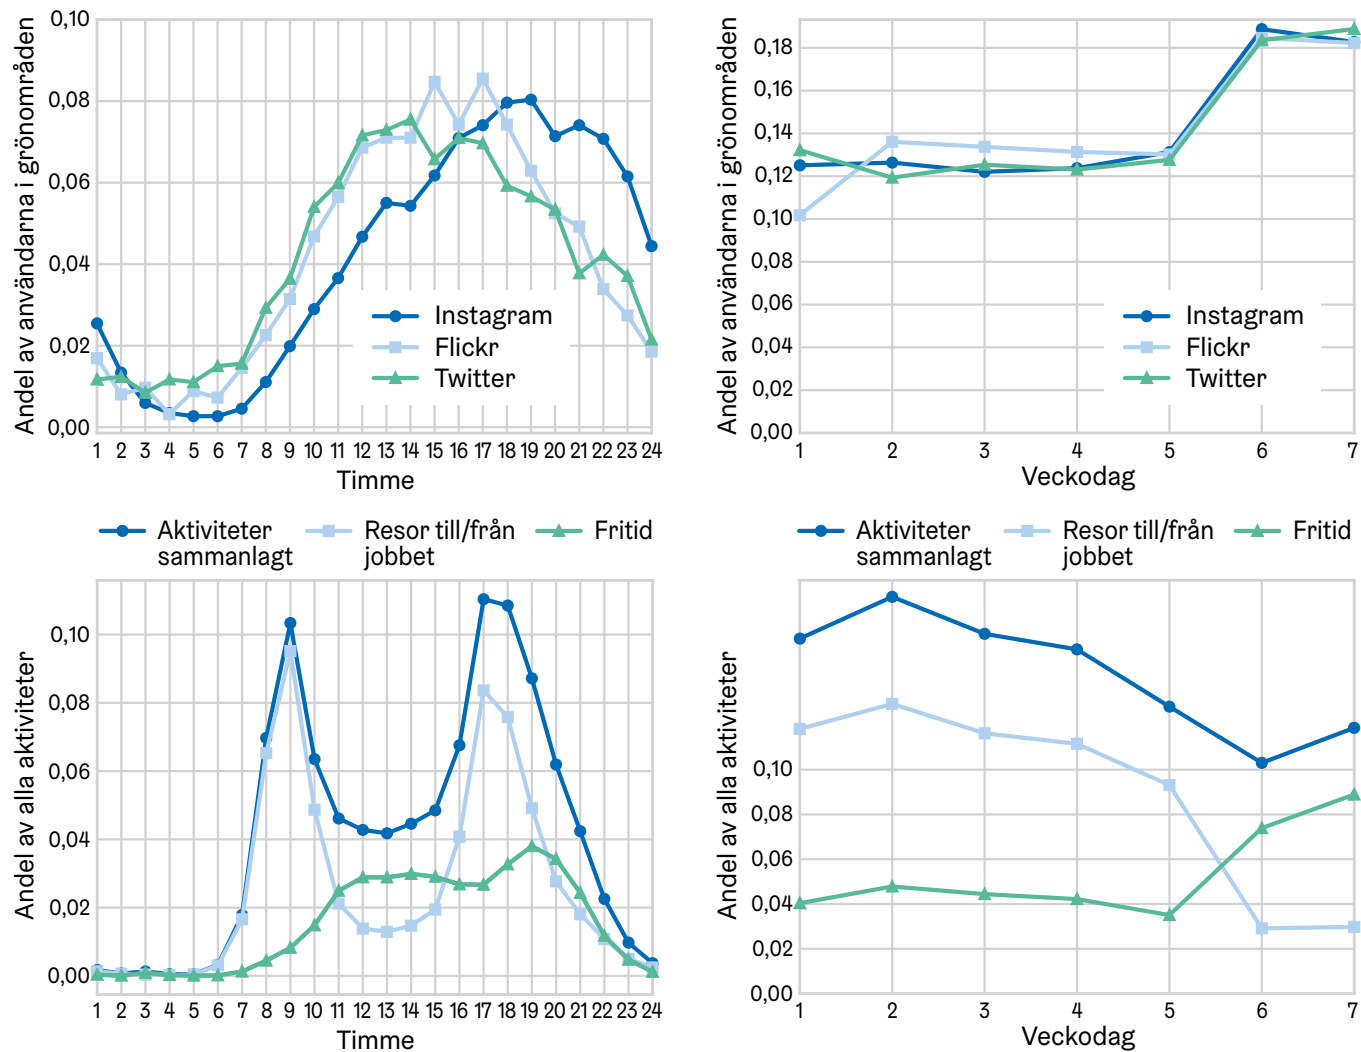 Andel av användarna i grönområden
0,10
0,08
0,06
0,04
0,02
0,00
Instagram
Flickr
Twitter
1 2 3 4 5 6 7 8 9 10 11 12 13 14 15 16 17 18 19 20 21 22 23 24
Timme
Andel av användarna i grönområden
0,18
0,16
0,14
0,12
0,10
0,08
0,06
0,04
0,02
0,00
Instagram
Flickr
Twitter
1 2 3 4 5 6 7
Veckodag
Aktiviteter Resor till/från Fritid
sammanlagt jobbet
Andel av alla aktiviteter
0,10
0,08
0,06
0,04
0,02
0,00
1 2 3 4 5 6 7 8 9 10 11 12 13 14 15 16 17 18 19 20 21 22 23 24
Timme
Aktiviteter Resor till/från Fritid
sammanlagt jobbet
Andel av alla aktiviteter
0,10
0,08
0,06
0,04
0,02
0,00
1 2 3 4 5 6 7
Veckodag